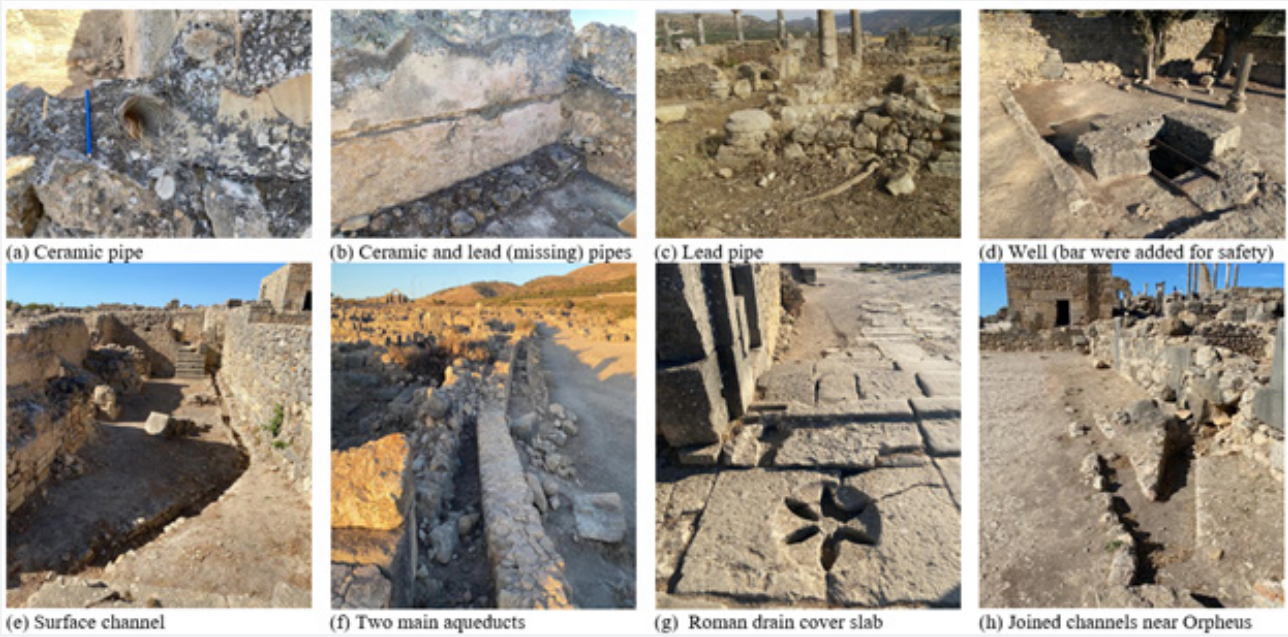 (a) Ceramic pipe
(b) Ceramic and lead (missing) pipes
(c) Lead pipe
(d) Well (bar were added for safety)
(e) Surface channel
(f) Two main aqueducts
(g) Roman drain cover slab
(h) Joined channels near Orpheus